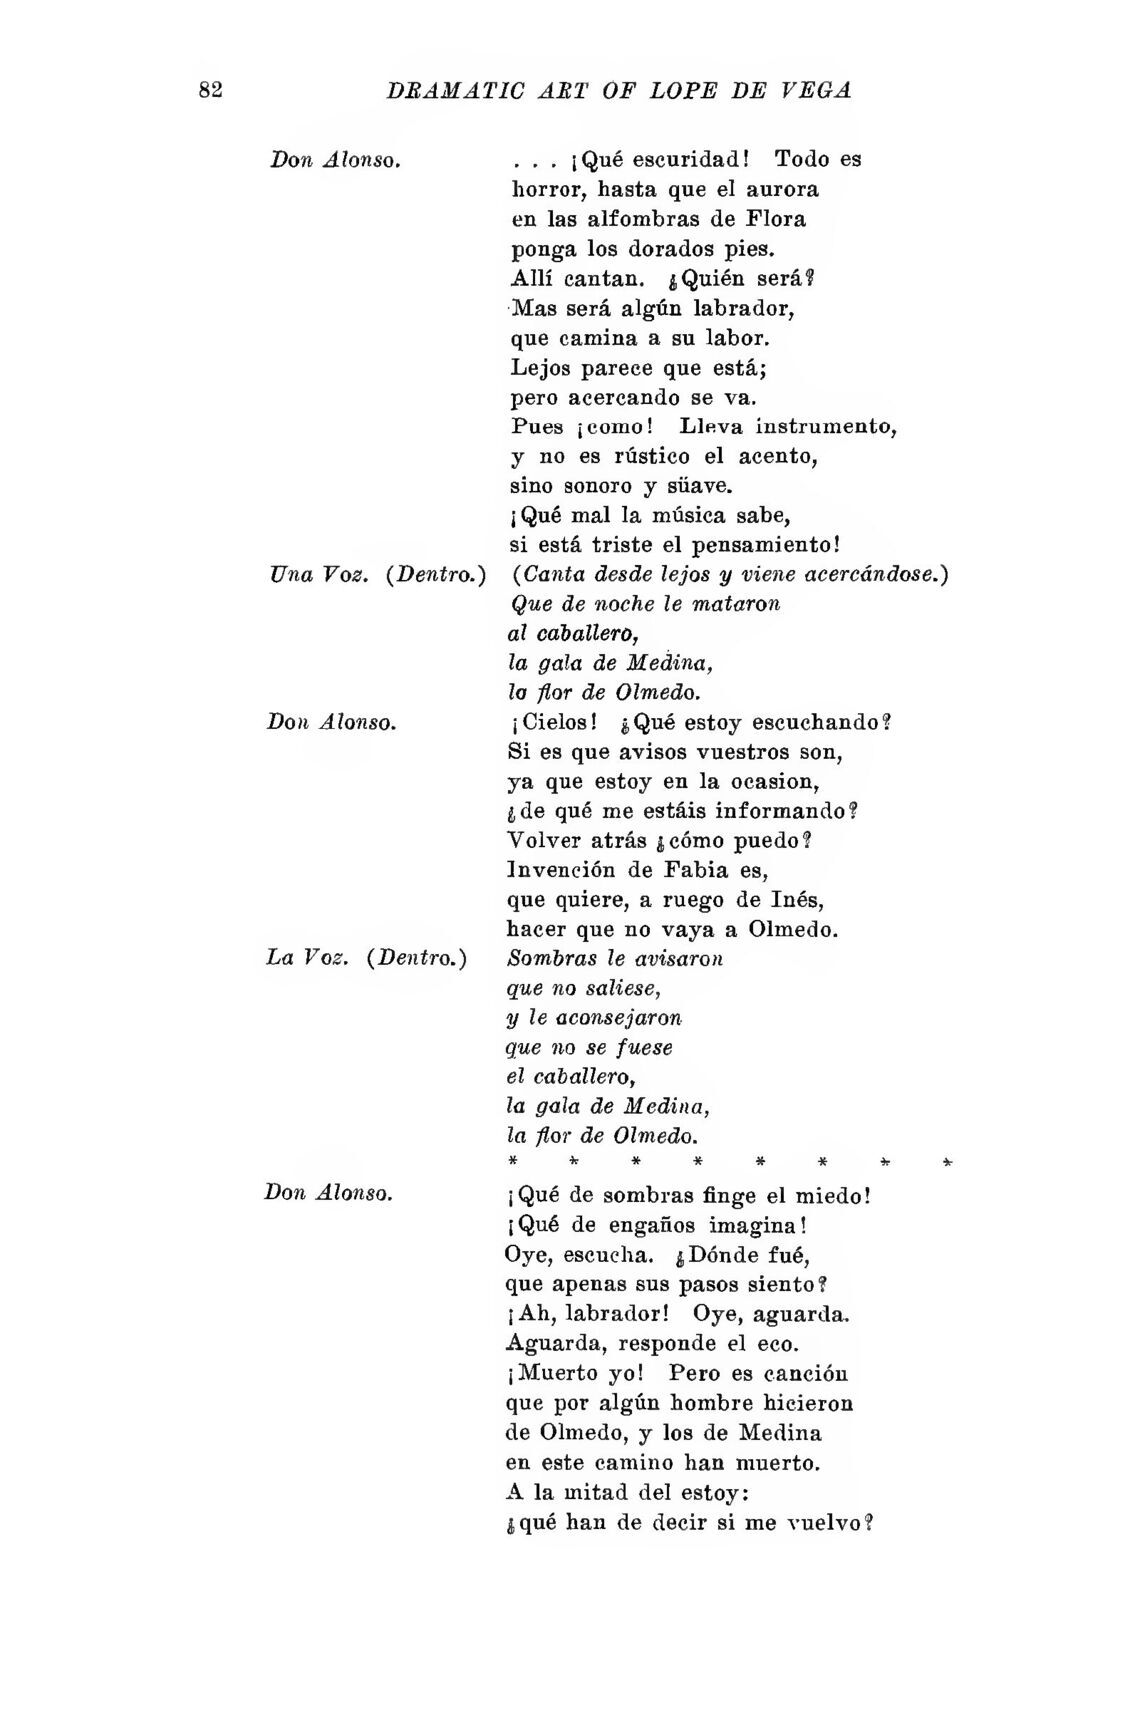 82 DRAMATIC ART OF LOPE DE VEGA
Don Alonso. . . . ¡Qué escuridad! Todo es
horror, hasta que el aurora
en las alfombras de Flora
ponga los dorados pies.
Allí cantan. ¿Quién será?
Mas será algún labrador,
que camina a su labor.
Lejos parece que está;
pero acercando se va.
Pues ¡como! Lleva instrumento,
y no es rústico el acento,
sino sonoro y süave.
¡Qué mal la música sabe,
si está triste el pensamiento!
Una Voz. (Dentro.) (Canta desde lejos y viene acercándose.)
Que de noche le mataron
al caballero,
la gala de Medina,
la flor de Olmedo.
Don Alonso. ¡Cielos! ¿Qué estoy escuchando?
Si es que avisos vuestros son,
ya que estoy en la ocasion,
¿de qué me estáis informando?
Volver atrás ¿cómo puedo?
Invención de Fabia es,
que quiere, a ruego de Inés,
hacer que no vaya a Olmedo.
La Voz. (Dentro.) Sombras le avisaron
que no saliese,
y le aconsejaron
que no se fuese
el caballero,
la gala de Medina,
la flor de Olmedo.
* * * * * * * *
Don Alonso. ¡Qué de sombras finge el miedo!
¡Qué de engaños imagina!
Oye, escucha. ¿Dónde fué,
que apenas sus pasos siento?
¡Ah, labrador! Oye, aguarda.
Aguarda, responde el eco.
¡Muerto yo! Pero es canción
que por algún hombre hicieron
de Olmedo, y los de Medina
en este camino han muerto.
A la mitad del estoy:
¿qué han de decir si me vuelvo?